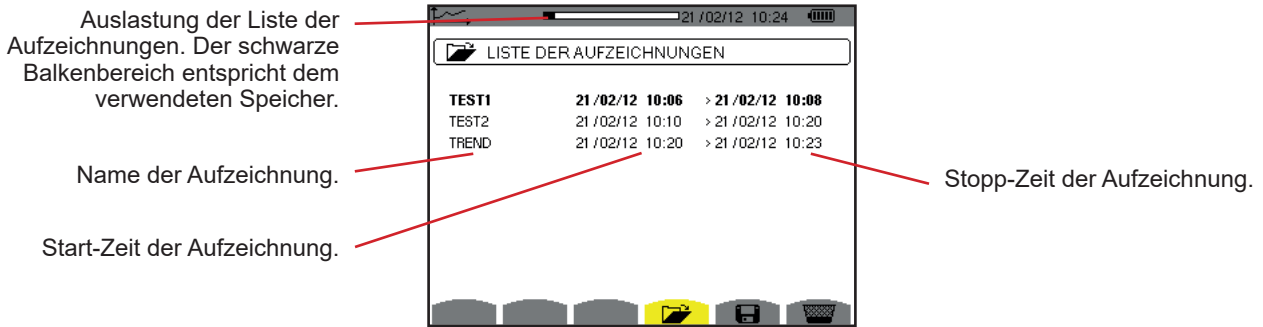 Auslastung der Liste der
Aufzeichnungen. Der schwarze
Balkenbereich entspricht dem
verwendeten Speicher.
21/02/12 10:24
LISTE DER AUFZEICHNUNGEN
TEST1 21/02/12 10:06 > 21/02/12 10:08
TEST2 21/02/12 10:10 > 21/02/12 10:20
TREND 21/02/12 10:20 > 21/02/12 10:23
Name der Aufzeichnung.
Stopp-Zeit der Aufzeichnung.
Start-Zeit der Aufzeichnung.